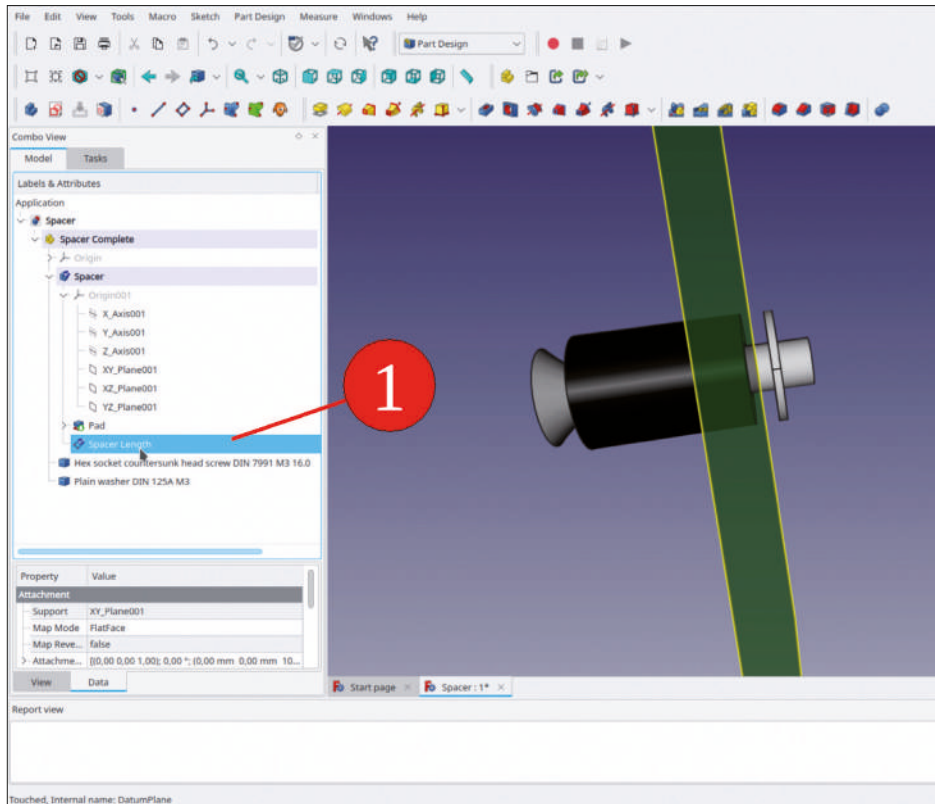 File Edit View Tools Macro Sketch Part Design Measure Windows Help
Part Design
Combo View
Model Tasks
Labels & Attributes
Application
Spacer
Spacer Complete
Origin
Spacer
Origin001
X_Axis001
Y_Axis001
Z_Axis001
XY_Plane001
XZ_Plane001
YZ_Plane001
Pad
Spacer Length
Hex socket countersunk head screw DIN 7991 M3 16.0
Plain washer DIN 125A M3
1
Property Value
Attachment
Support XY_Plane001
Map Mode FlatFace
Map Reve... false
Attachme... [(0,00 0,00 1,00); 0,00 °; (0,00 mm 0,00 mm 10...
View Data
Start page Spacer : 1*
Report view
Touched, Internal name: DatumPlane